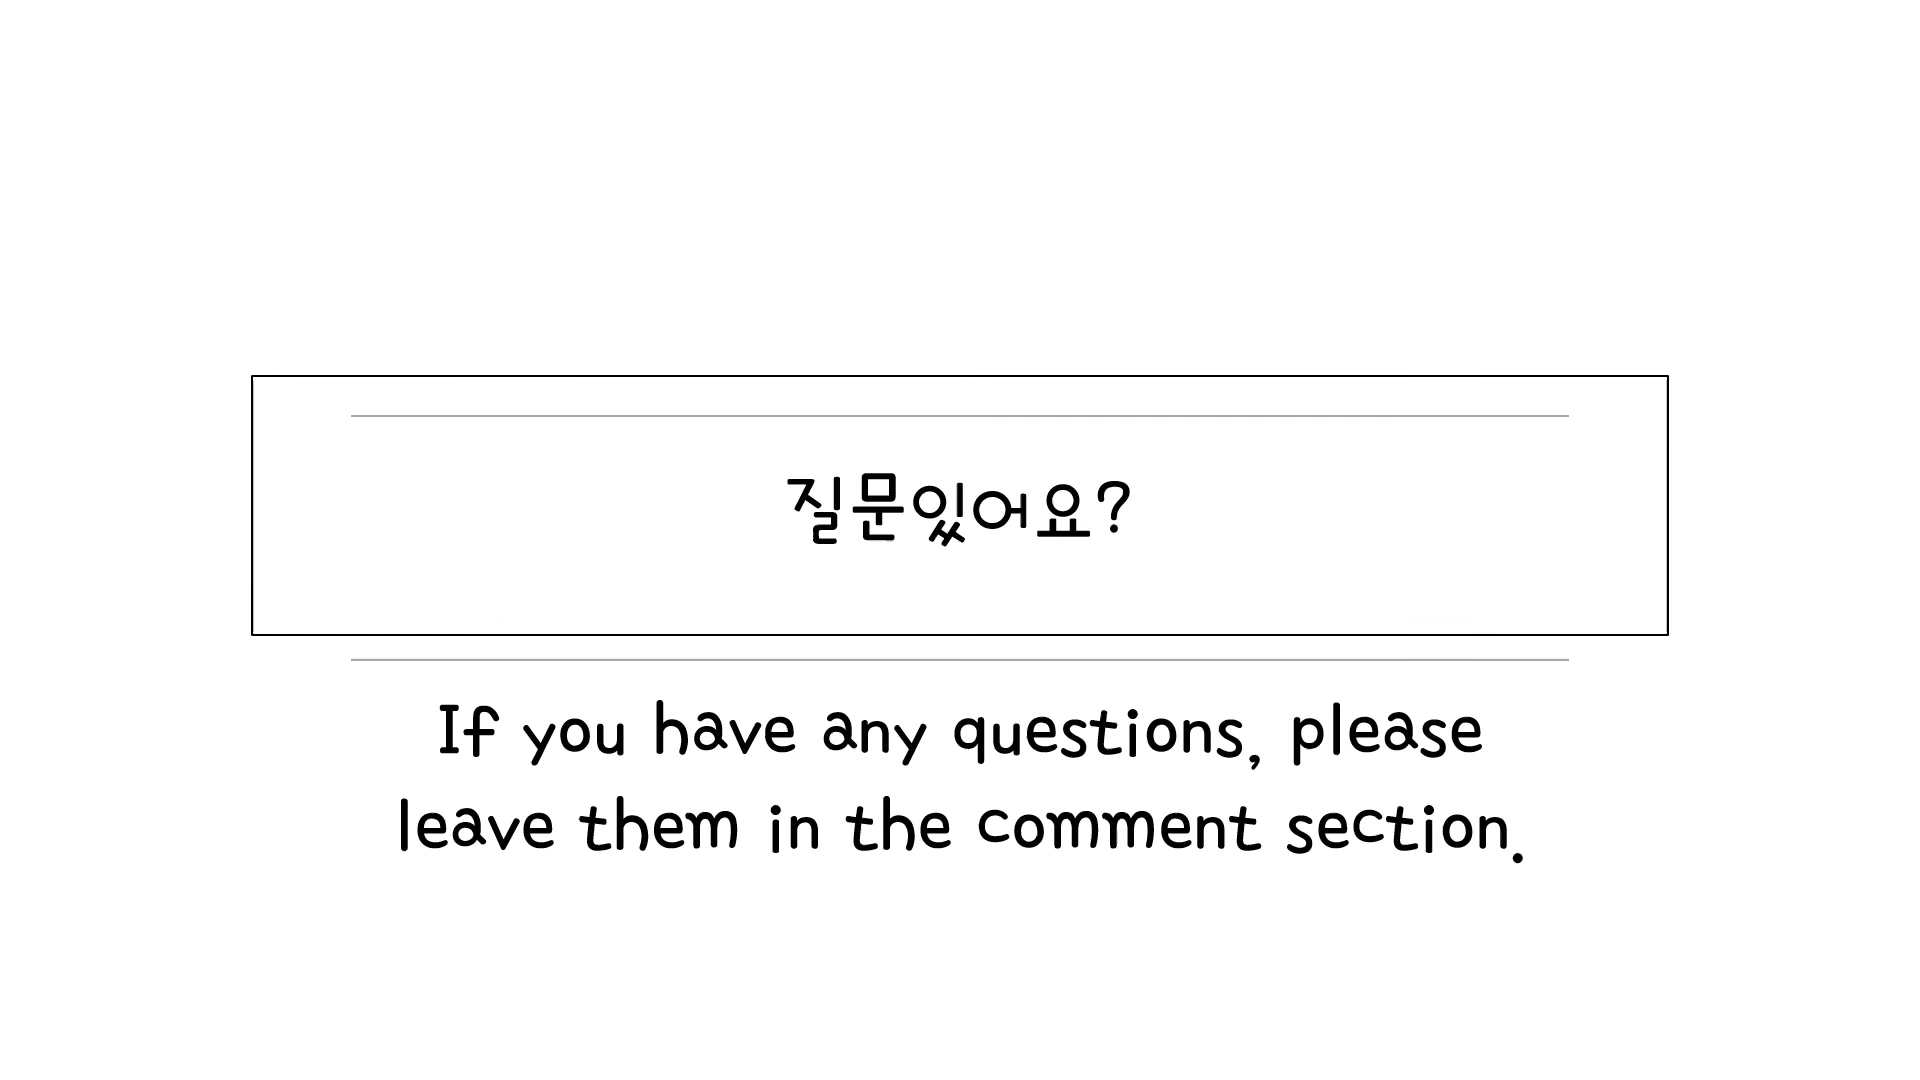 질문있어요?
If you have any questions, please
leave them in the comment section.